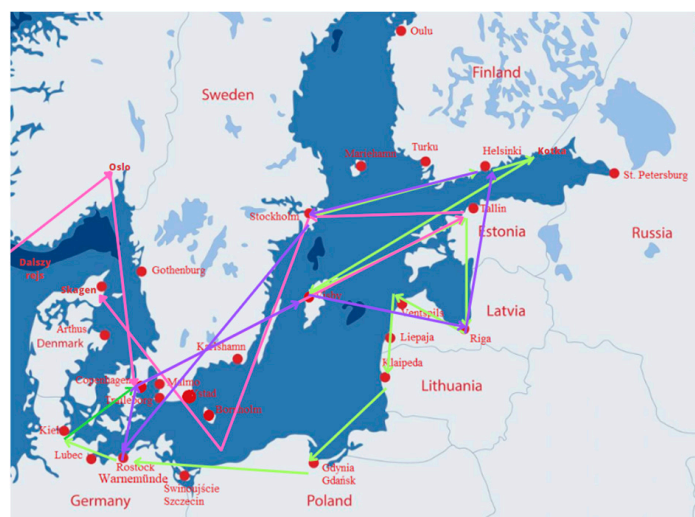 Oulu
Finland
Sweden
Turku
Helsinki
Kotka
Mariehamn
Oslo
St. Petersburg
Stockholm
Tallin
Estonia
Russia
Dalszy
rejs
Gothenburg
Skagen
Ventspils
Latvia
Arthus
Denmark
Liepaja
Riga
Karlshamn
Klaipeda
Copenhagen
Malmo
Lithuania
Trelleborg
Ystad
Bornholm
Kiel
Lubec
Rostock
Warnemünde
Gdynia
Gdańsk
Świnoujście
Szczecin
Germany
Poland